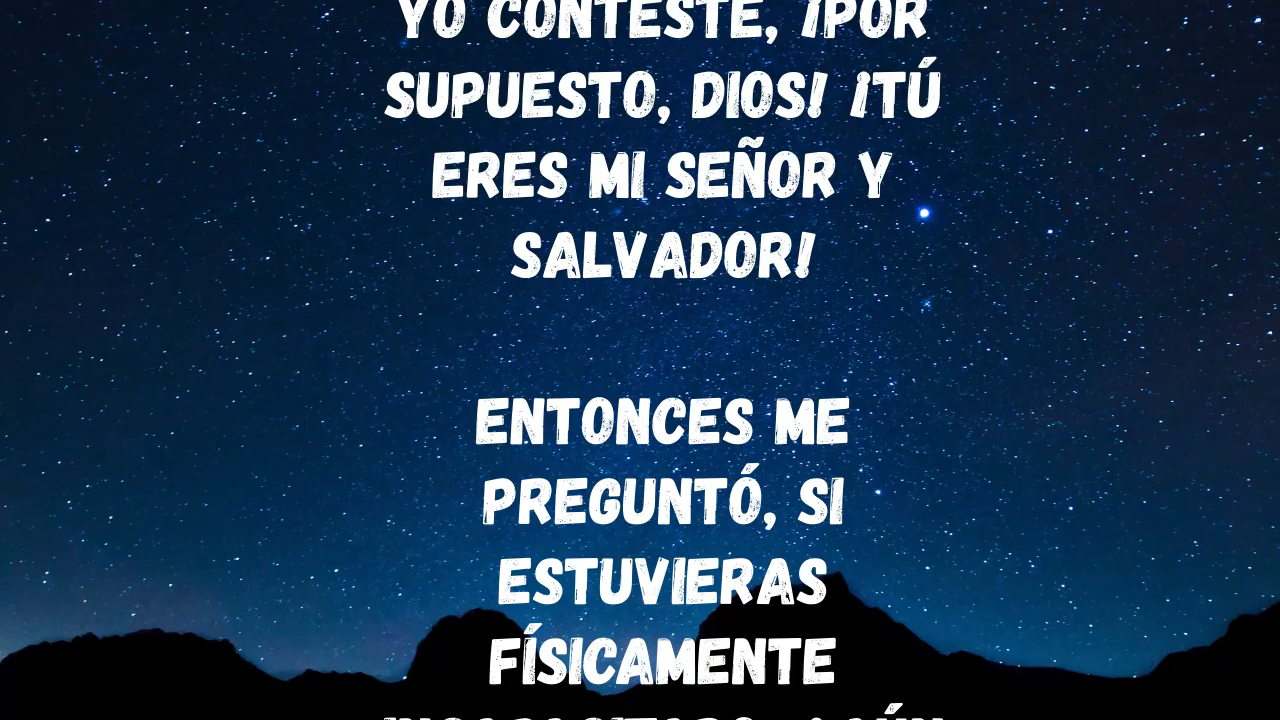 YO CONTESTÉ, ¡POR
SUPUESTO, DIOS! ¡TÚ
ERES MI SEÑOR Y
SALVADOR!
ENTONCES ME
PREGUNTÓ, SI
ESTUVIERAS
FÍSICAMENTE